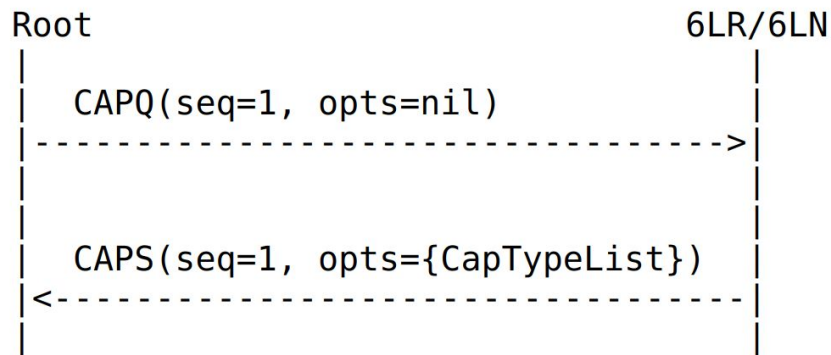 Root 6LR/6LN
CAPQ(seq=1, opts=nil)
CAPS(seq=1, opts={CapTypeList})